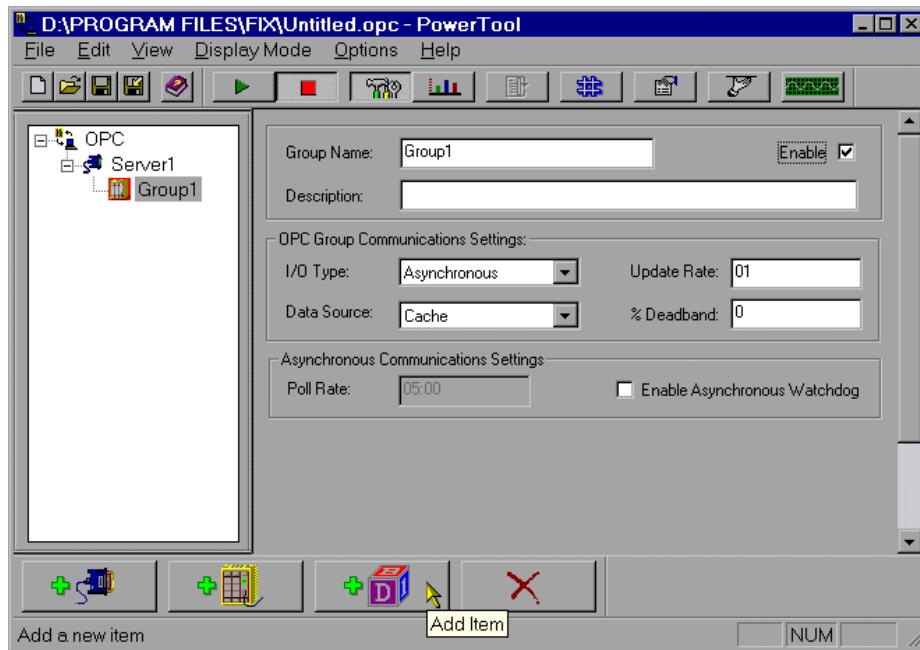 D:\PROGRAM FILES\FIX\Untitled.opc - PowerTool
File Edit View Display Mode Options Help
OPC
Server1
Group1
Group Name: Group1 Enable
Description:
OPC Group Communications Settings:
I/O Type: Asynchronous Update Rate: 01
Data Source: Cache % Deadband: 0
Asynchronous Communications Settings
Poll Rate: 05:00 Enable Asynchronous Watchdog
D
Add Item
Add a new item NUM